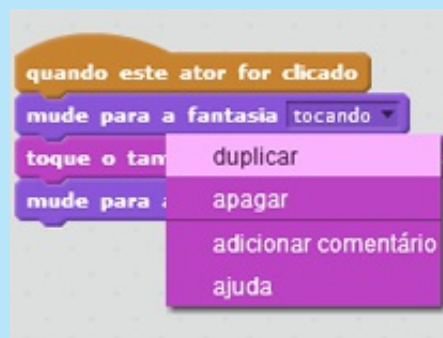 quando este ator for clicado
mude para a fantasia tocando
toque o tam
duplicar
mude para a
apagar
adicionar comentário
ajuda